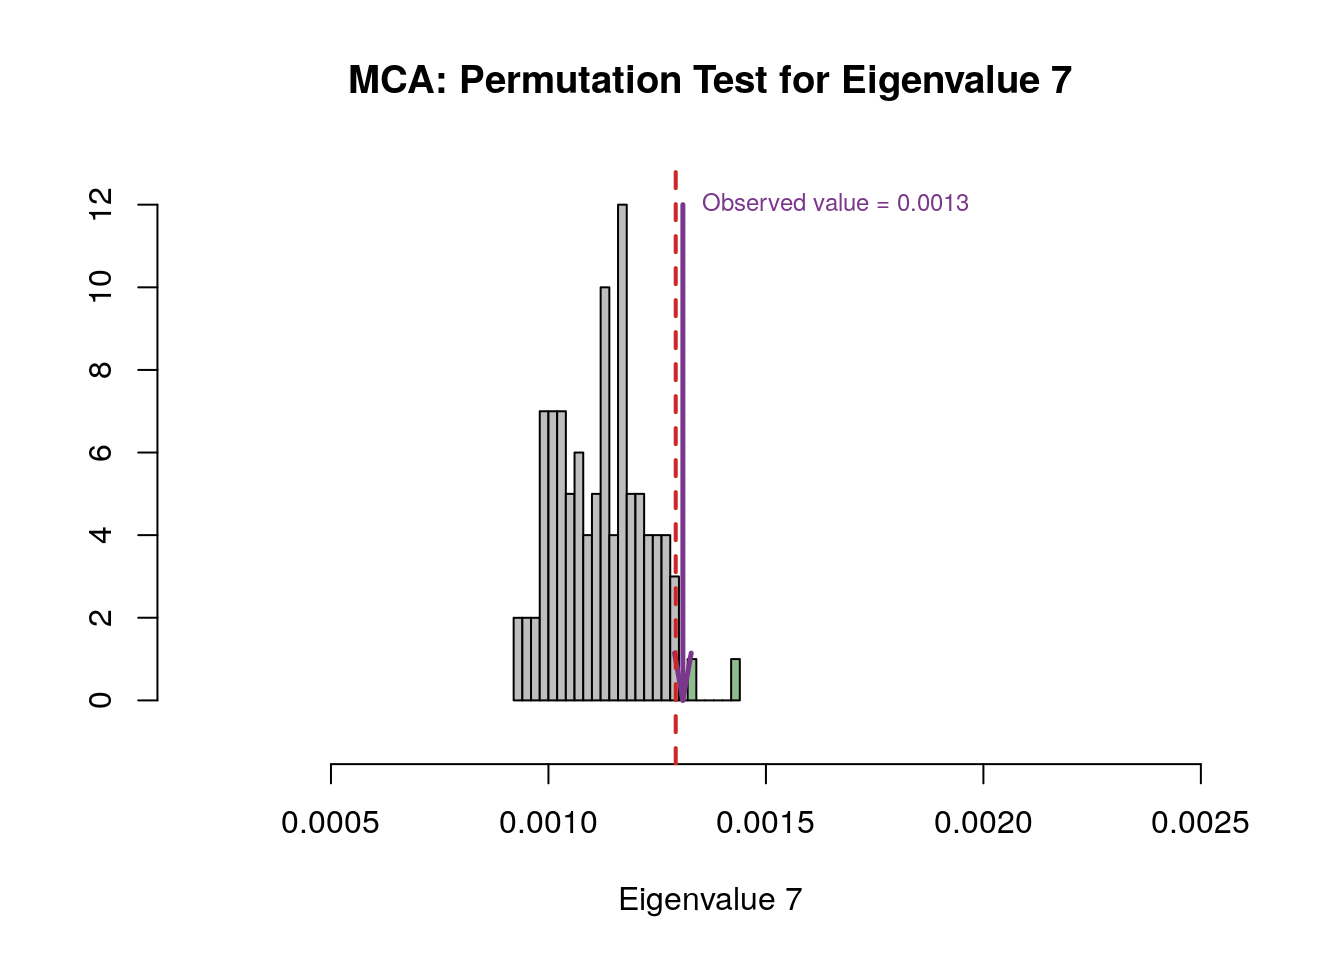 MCA: Permutation Test for Eigenvalue 7
Observed value = 0.0013
12
10
8
6
4
2
0
0.0005 0.0010 0.0015 0.0020 0.0025
Eigenvalue 7